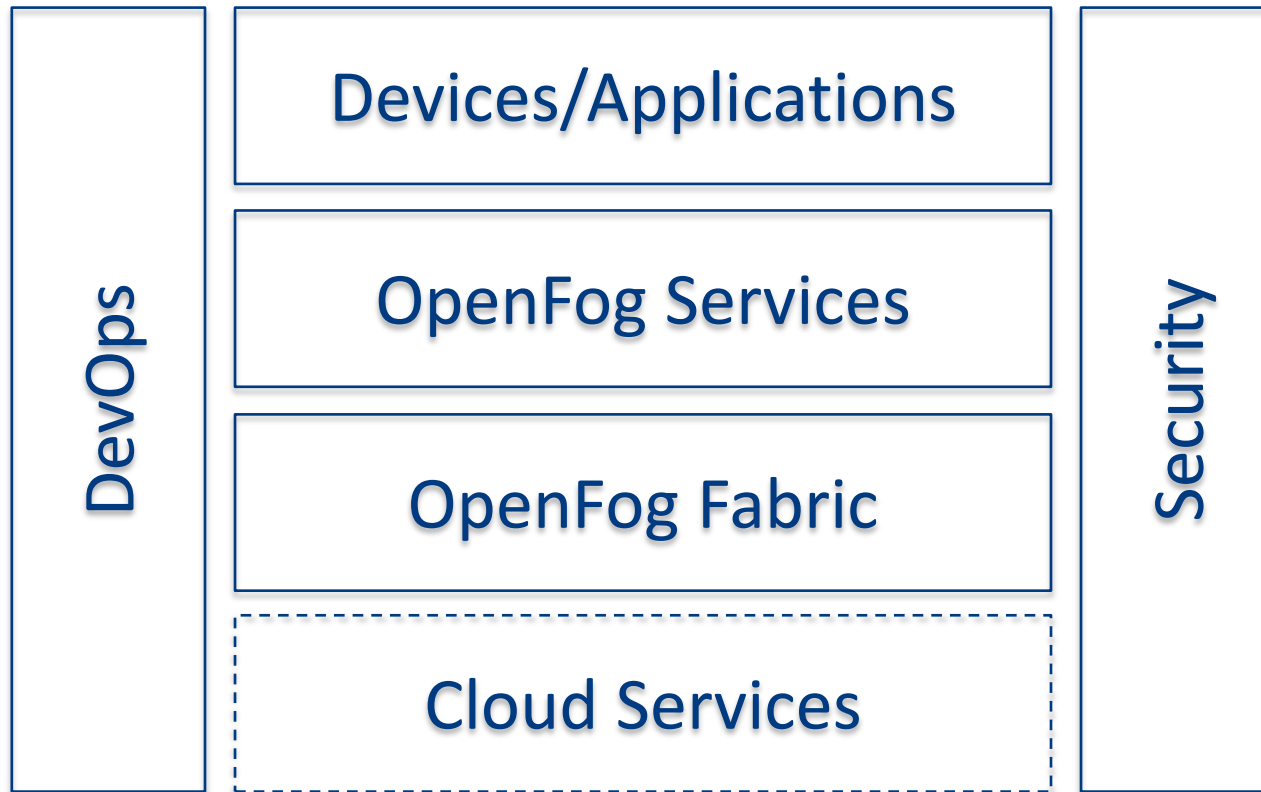 DevOps
Devices/Applications
OpenFog Services
OpenFog Fabric
Cloud Services
Security